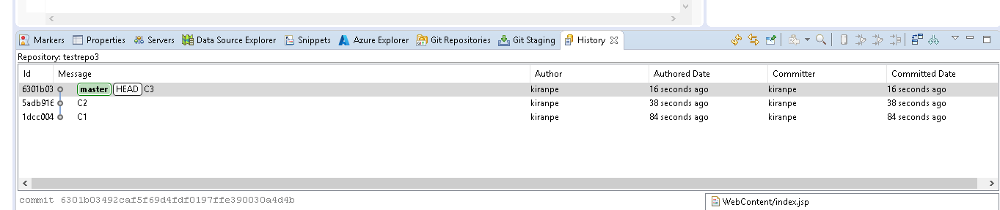 Markers Properties Servers Data Source Explorer Snippets Azure Explorer Git Repositories Git Staging History
Repository: testrepo3
Id Message Author Authored Date Committer Committed Date
6301b03 master HEAD C3 kiranpe 16 seconds ago kiranpe 16 seconds ago
5adb916 C2 kiranpe 38 seconds ago kiranpe 38 seconds ago
1dcc004 C1 kiranpe 84 seconds ago kiranpe 84 seconds ago
commit 6301b03492caf5f69d4fdf0197ffe390030a4d4b
WebContent/index.jsp